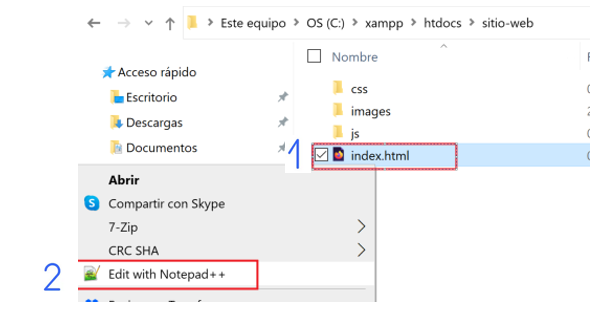 Este equipo > OS (C:) > xampp > htdocs > sitio-web
Nombre
Acceso rápido
css
Escritorio
images
Descargas
js
Documentos
1
index.html
Abrir
Compartir con Skype
7-Zip
CRC SHA
2 Edit with Notepad++